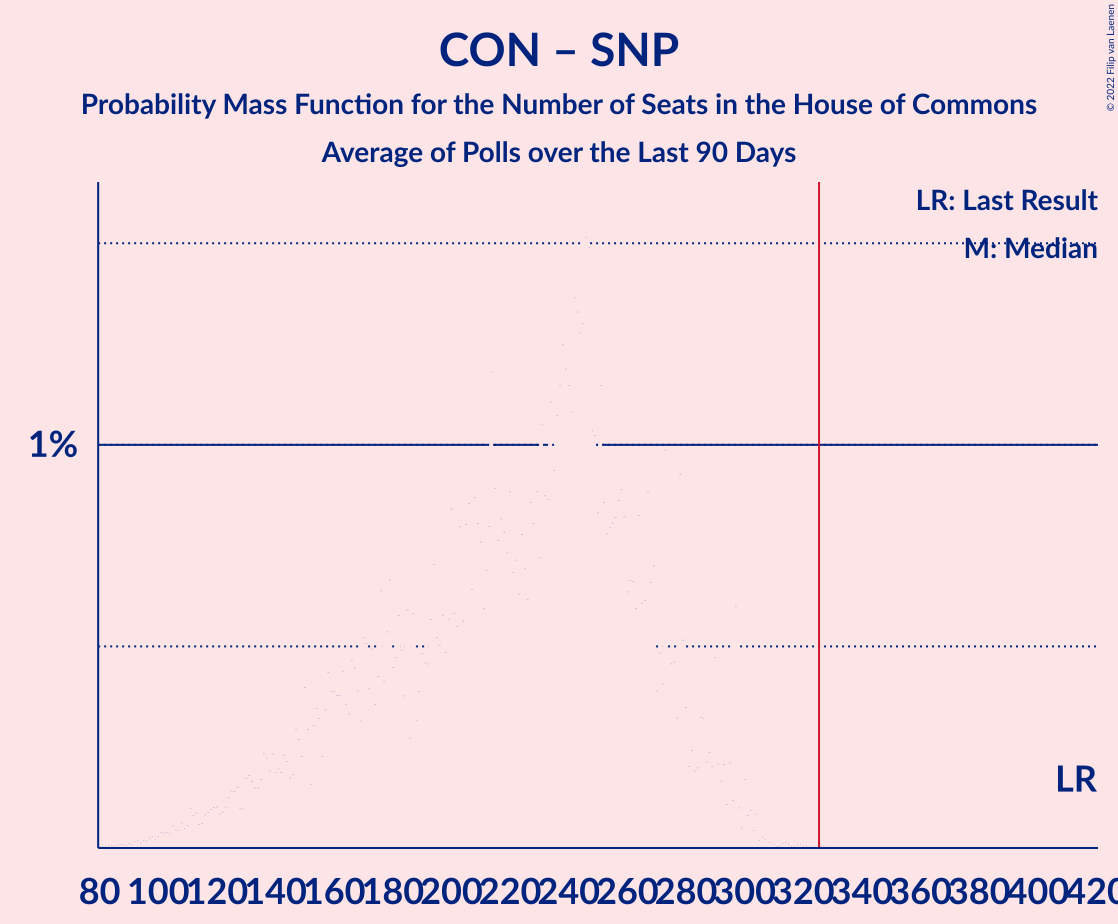 CON – SNP
Probability Mass Function for the Number of Seats in the House of Commons
Average of Polls over the Last 90 Days
© 2022 Filip van Laenen
LR: Last Result
M: Median
1%
LR
80 100 120 140 160 180 200 220 240 260 280 300 320 340 360 380 400 420